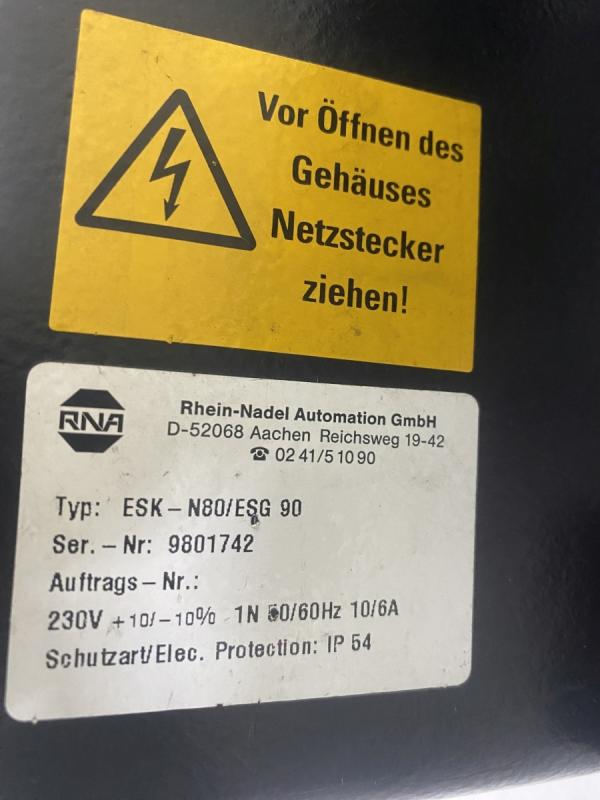 Vor Öffnen des
Gehäuses
Netzstecker
ziehen!
RNA
Rhein-Nadel Automation GmbH
D-52068 Aachen Reichsweg 19-42
☎ 02 41/5 10 90
Typ: ESK – N80/ESG 90
Ser. – Nr: 9801742
Auftrags – Nr.:
230V +10/-10% 1N 50/60Hz 10/6A
Schutzart/Elec. Protection: IP 54